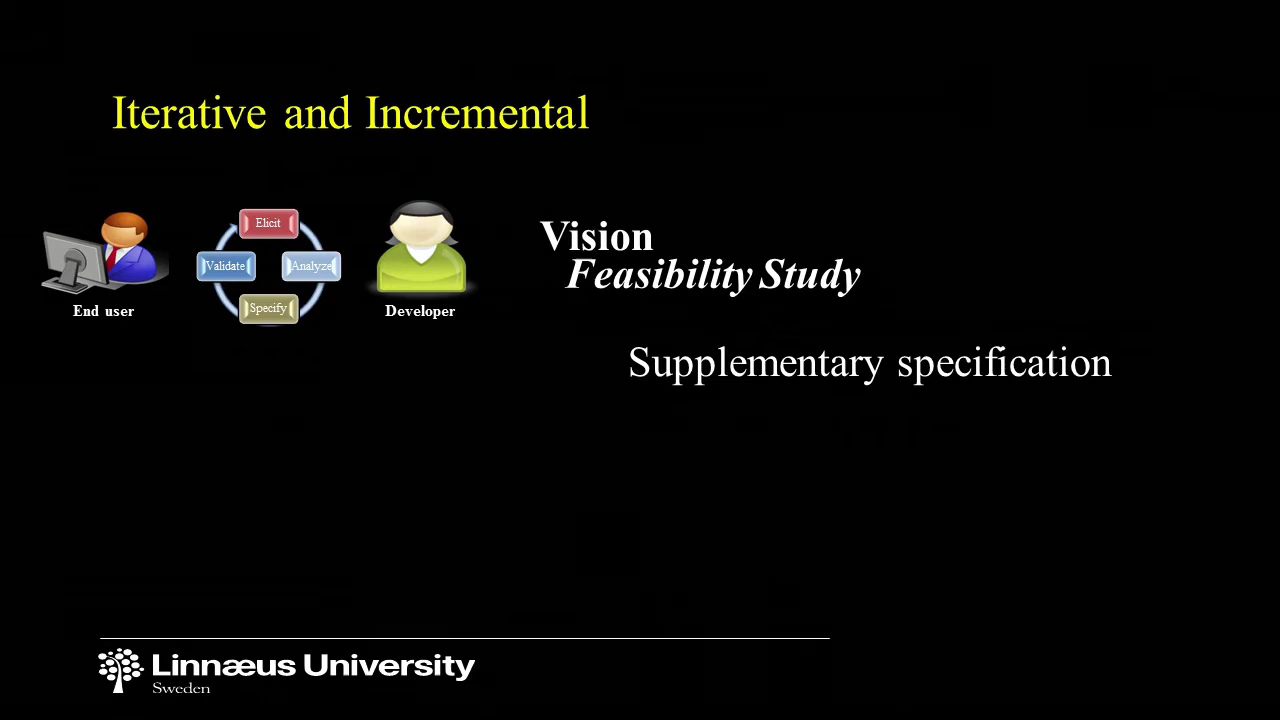 Iterative and Incremental
Elicit
Validate
Analyze
Specify
End user
Developer
Vision
Feasibility Study
Supplementary specification
Linnæus University
Sweden